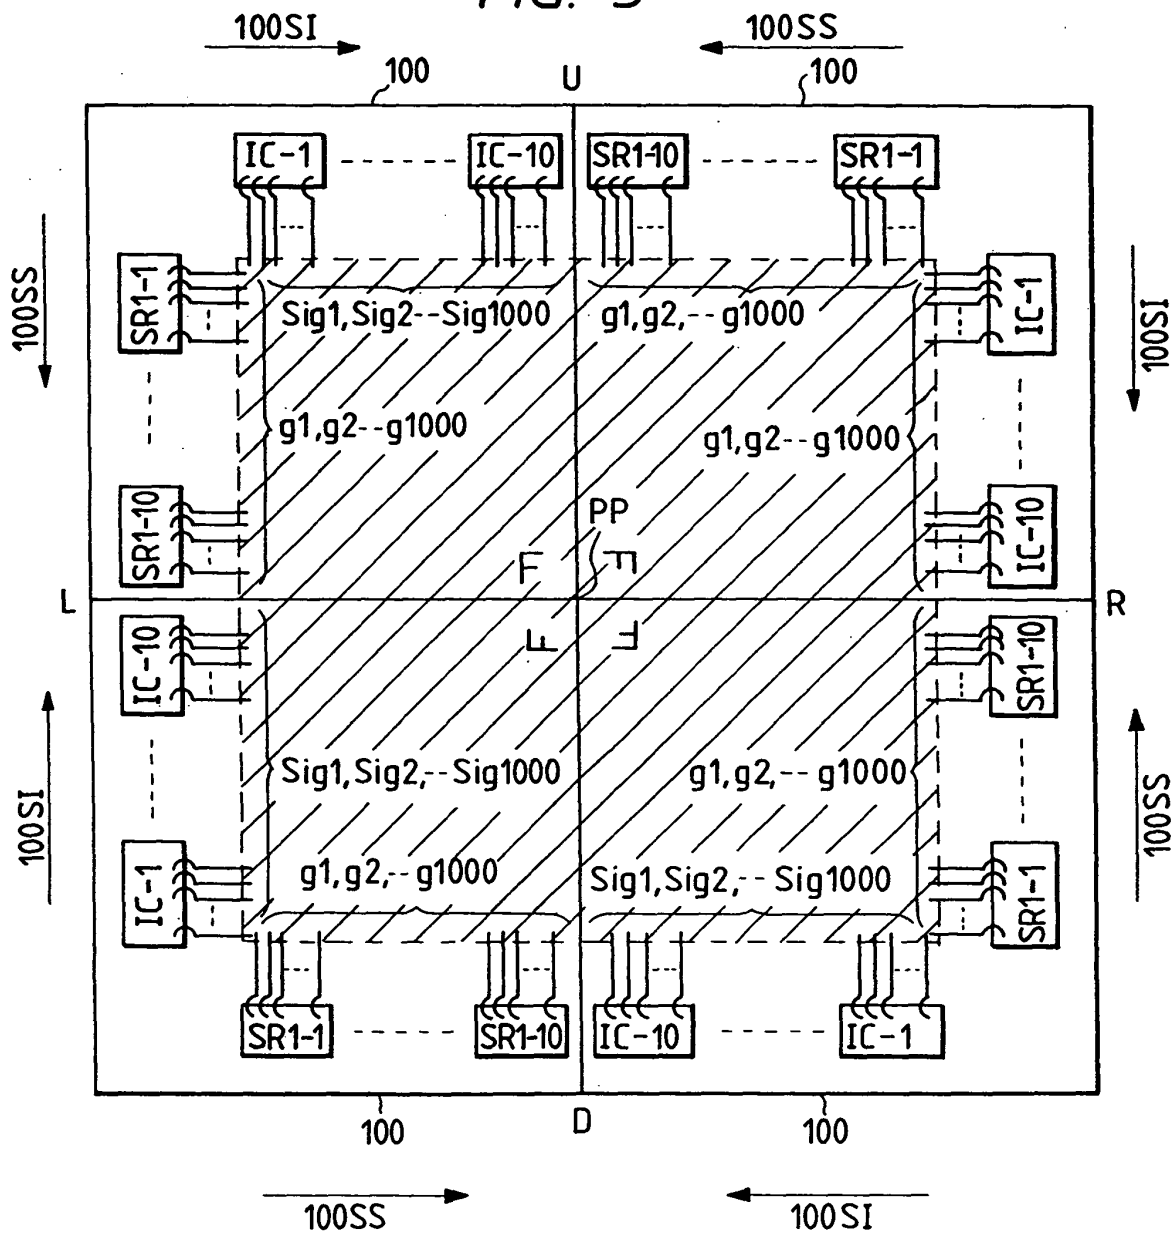 100SI 100SS
100 U 100
IC-1 IC-10 SR1-10 SR1-1
100SS SR1-1 IC-1 100SI
Sig1,Sig2--Sig1000 g1,g2,--g1000
g1,g2--g1000 g1,g2--g1000
SR1-10 PP IC-10
F F
L R
F F
IC-10 SR1-10
Sig1,Sig2,--Sig1000 g1,g2,--g1000
100SI 100SS
IC-1 g1,g2,--g1000 Sig1,Sig2,--Sig1000 SR1-1
SR1-1 SR1-10 IC-10 IC-1
100 D 100
100SS 100SI